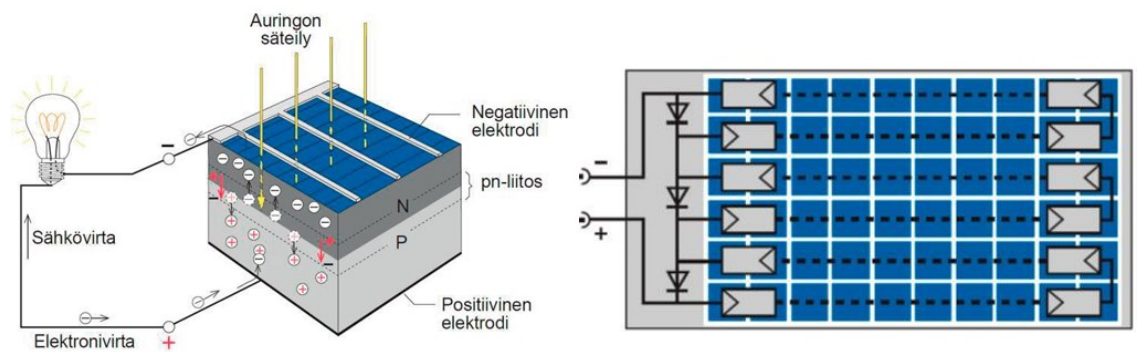 Auringon
säteily
Negatiivinen
elektrodi
pn-liitos
N
P
Sähkövirta
Positiivinen
elektrodi
Elektronivirta
+
−
−
+